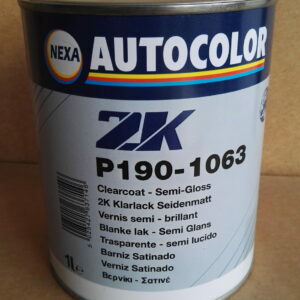 NEXA
AUTOCOLOR
2K
P190-1063
Clearcoat - Semi-Gloss
2K Klarlack Seidenmatt
Vernis semi - brillant
Blanke lak - Semi Glans
Trasparente - semi lucido
Barniz Satinado
Verniz Satinado
Βερνίκι - Σατινέ
1L